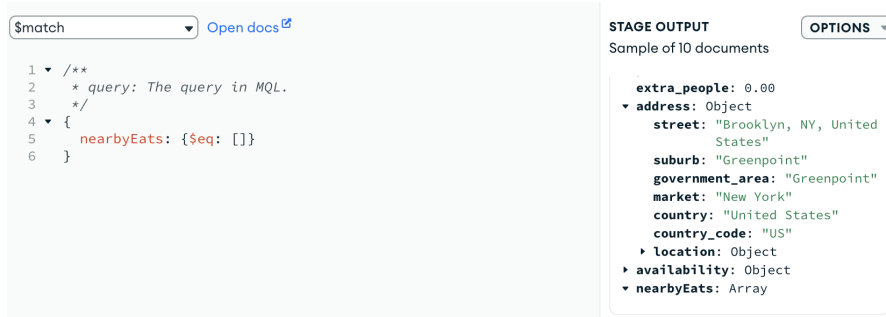 $match
Open docs
1 /**
2 * query: The query in MQL.
3 */
4 {
5 nearbyEats: {$eq: []}
6 }
STAGE OUTPUT
OPTIONS
Sample of 10 documents
extra_people: 0.00
address: Object
street: "Brooklyn, NY, United
States"
suburb: "Greenpoint"
government_area: "Greenpoint"
market: "New York"
country: "United States"
country_code: "US"
location: Object
availability: Object
nearbyEats: Array